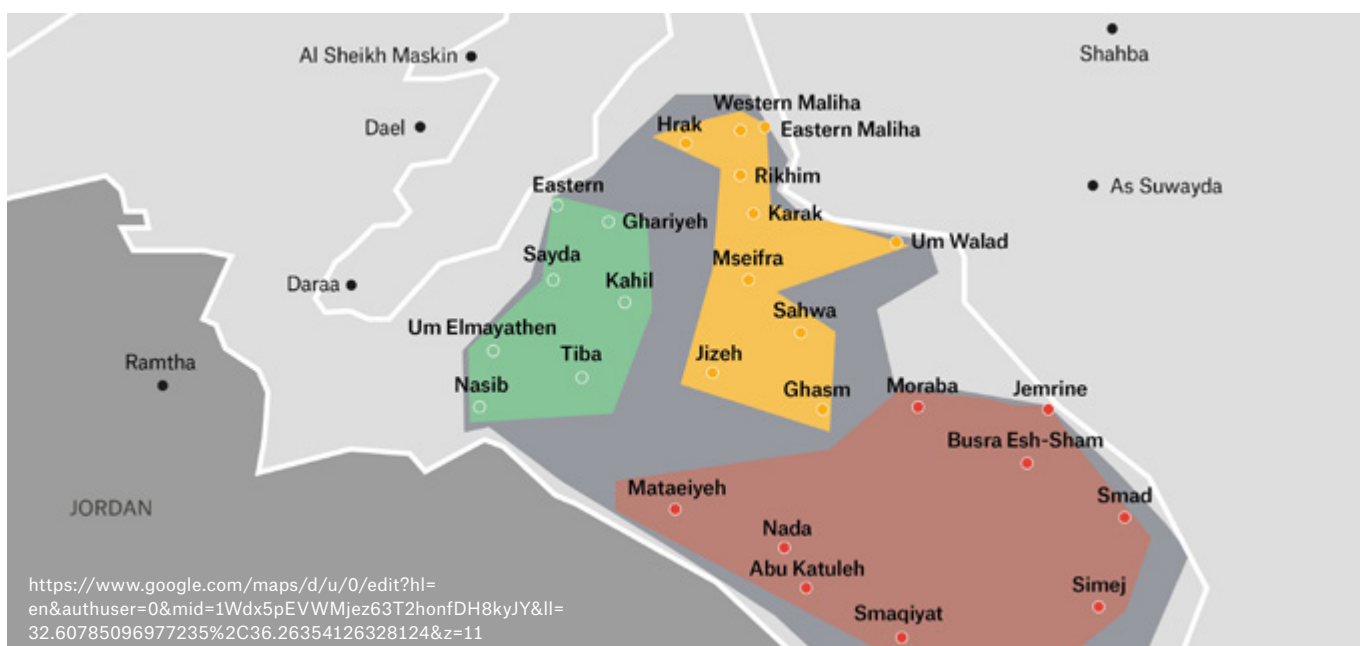 Al Sheikh Maskin
Shahba
Dael
Western Maliha
Hrak
Eastern Maliha
Rikhim
As Suwayda
Eastern
Ghariyeh
Karak
Um Walad
Sayda
Mseifra
Daraa
Kahil
Sahwa
Um Elmayathen
Tiba
Jizeh
Ramtha
Nasib
Ghasm
Moraba
Jemrine
Busra Esh-Sham
Mataeiyeh
Smad
JORDAN
Nada
Abu Katuleh
Simej
Smaqiyat
https://www.google.com/maps/d/u/0/edit?hl=
en&authuser=0&mid=1Wdx5pEVWMjez63T2honfDH8kyJY&ll=
32.60785096977235%2C36.26354126328124&z=11